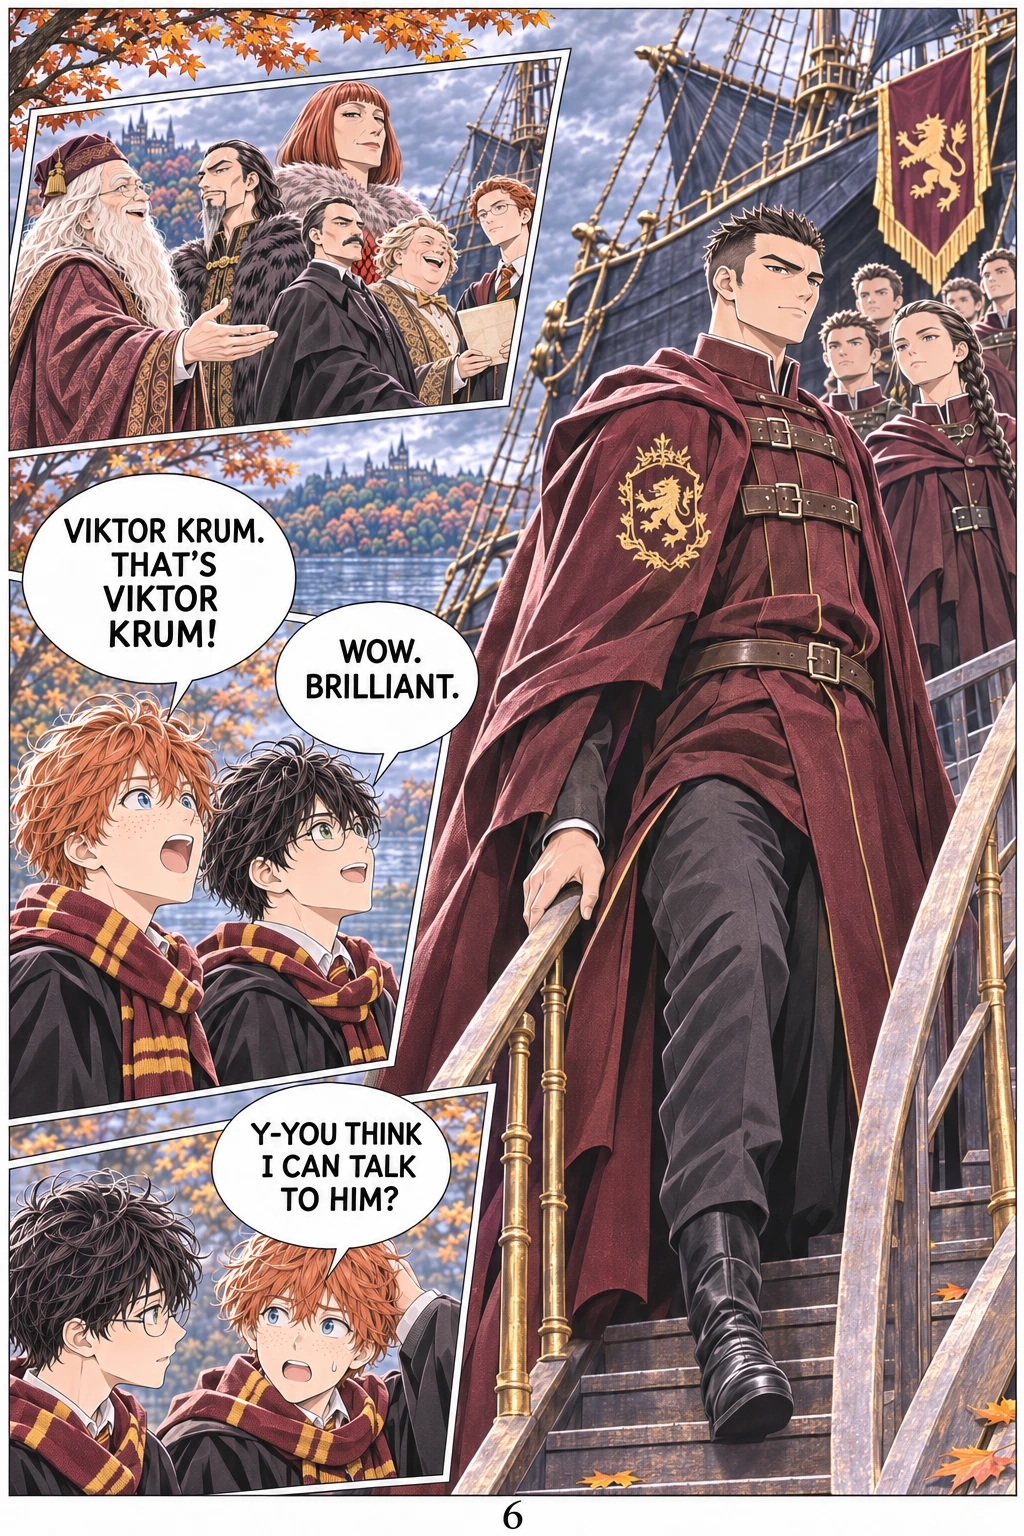 VIKTOR KRUM.
THAT'S
VIKTOR
KRUM!
WOW.
BRILLIANT.
Y-YOU THINK
I CAN TALK
TO HIM?
6